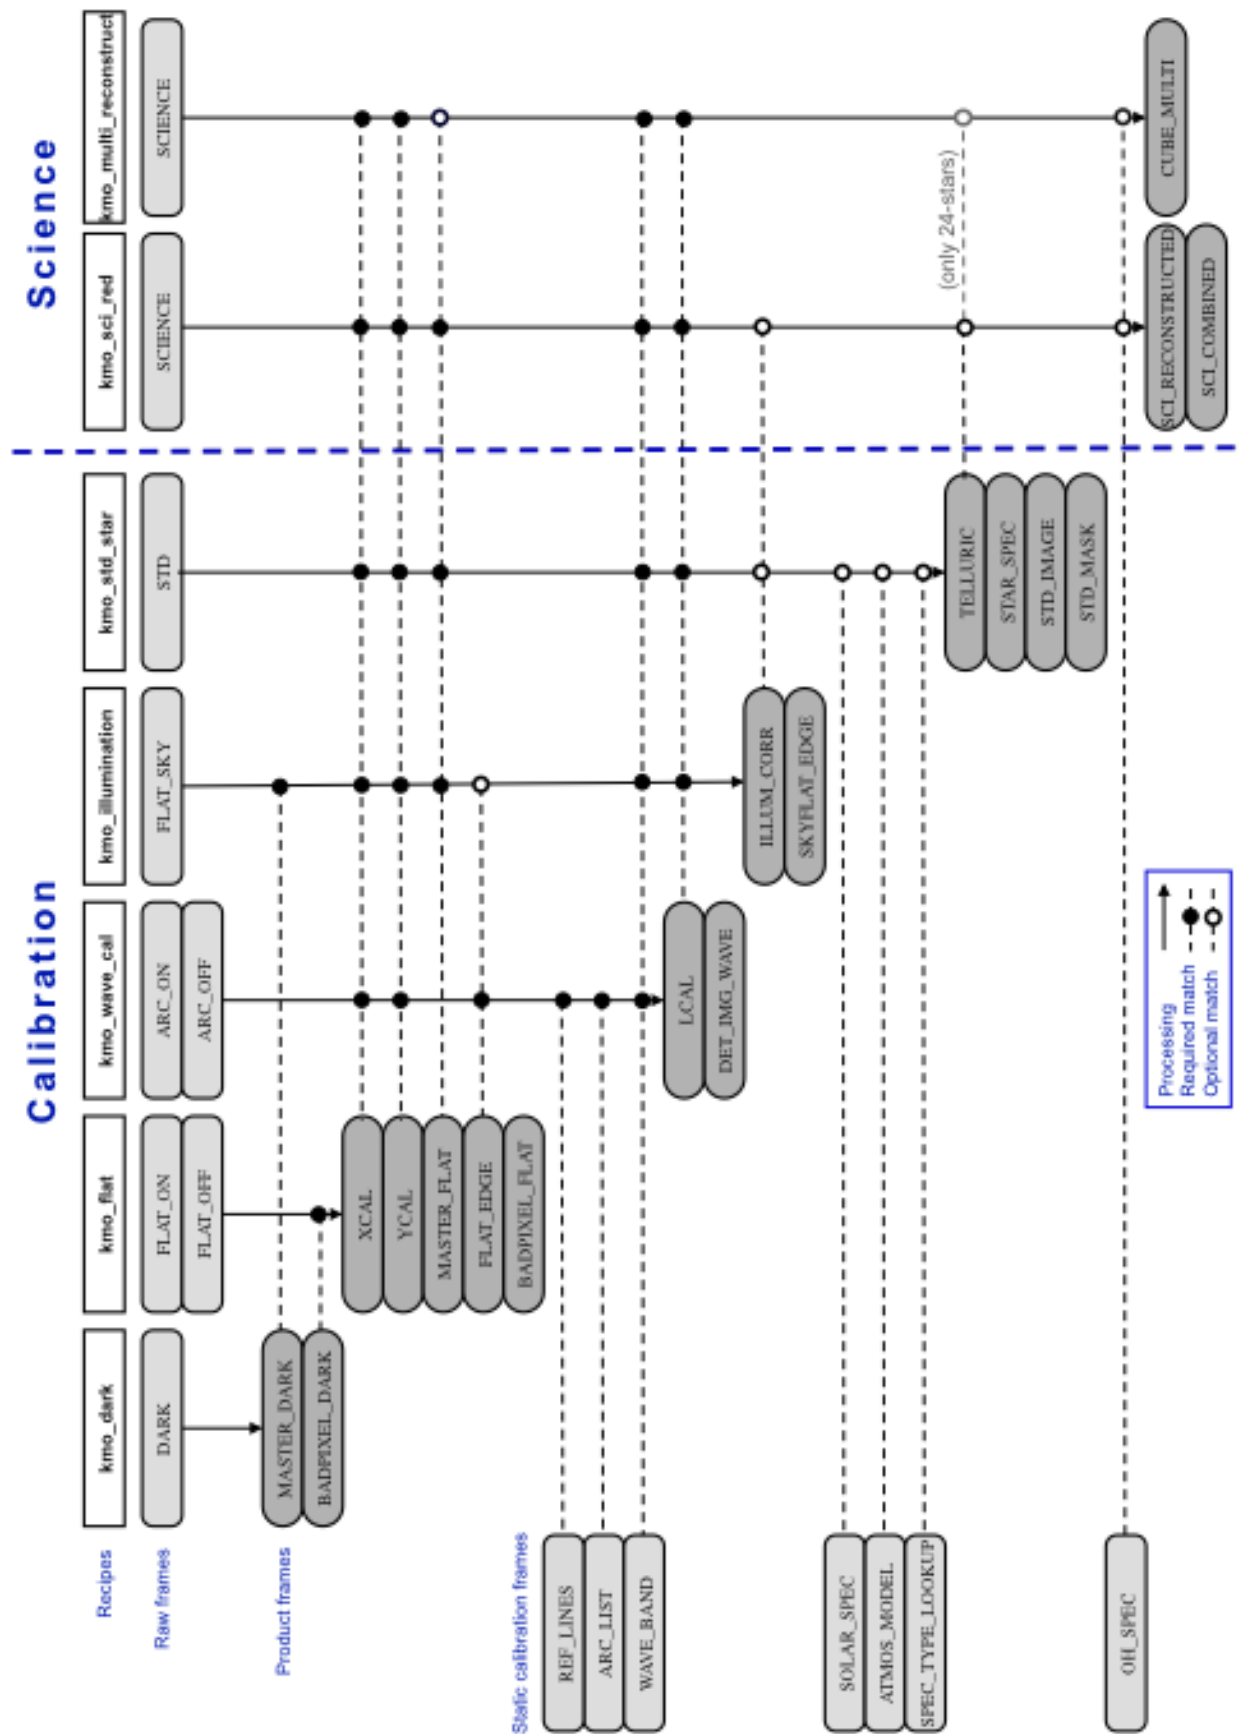 Calibration
Science
Recipes
kmo_dark
kmo_flat
kmo_wave_cal
kmo_illumination
kmo_std_star
kmo_sci_red
kmo_multi_reconstruct
Raw frames
DARK
FLAT_ON
FLAT_OFF
ARC_ON
ARC_OFF
FLAT_SKY
STD
SCIENCE
SCIENCE
Product frames
MASTER_DARK
BADPIXEL_DARK
XCAL
YCAL
MASTER_FLAT
FLAT_EDGE
BADPIXEL_FLAT
Static calibration frames
REF_LINES
ARC_LIST
WAVE_BAND
LCAL
DET_IMG_WAVE
ILLUM_CORR
SKYFLAT_EDGE
SOLAR_SPEC
ATMOS_MODEL
SPEC_TYPE_LOOKUP
TELLURIC
STAR_SPEC
STD_IMAGE
STD_MASK
(only 24-stars)
OH_SPEC
SCI_RECONSTRUCTED
SCI_COMBINED
CUBE_MULTI
Processing
Required match
Optional match